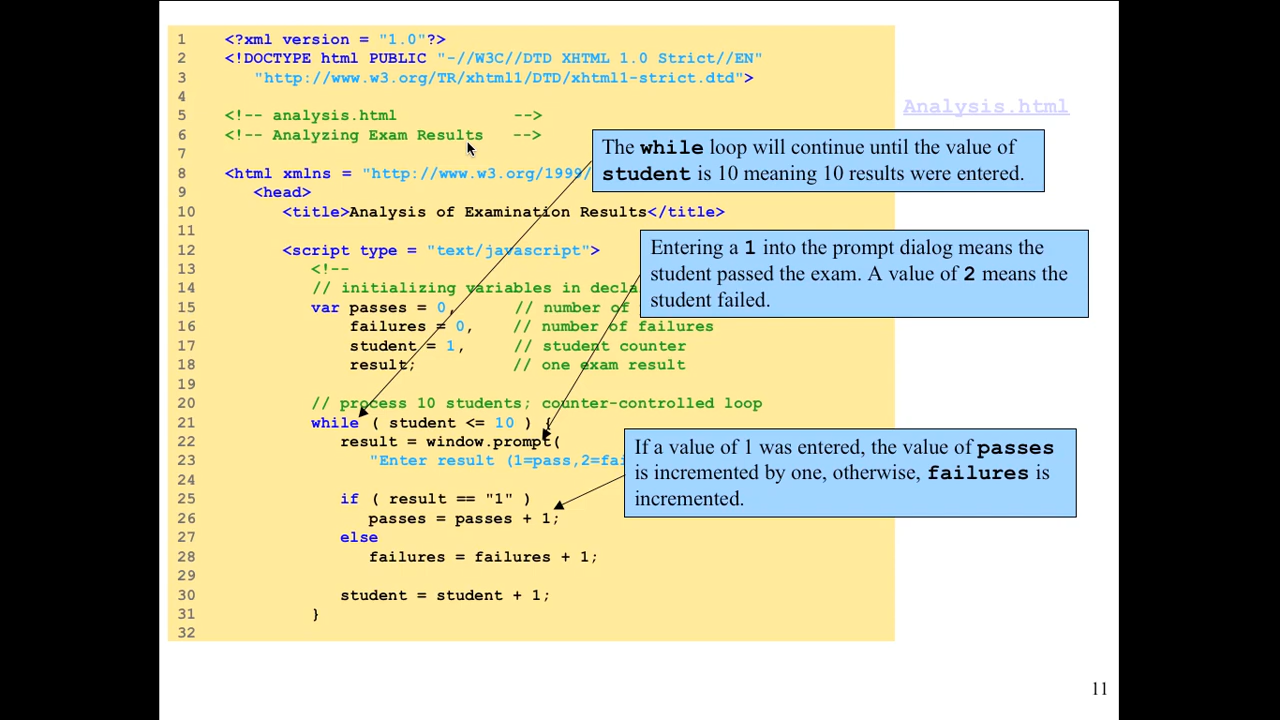 1 <?xml version = "1.0"?>
2 <!DOCTYPE html PUBLIC "-//W3C//DTD XHTML 1.0 Strict//EN"
3 "http://www.w3.org/TR/xhtml1/DTD/xhtml1-strict.dtd">
4
5 <!-- analysis.html -->
6 <!-- Analyzing Exam Results -->
7
8 <html xmlns = "http://www.w3.org/1999/
9 <head>
10 <title>Analysis of Examination Results</title>
11
12 <script type = "text/javascript">
13 <!--
14 // initializing variables in decla
15 var passes = 0, // number of
16 failures = 0, // number of failures
17 student = 1, // student counter
18 result; // one exam result
19
20 // process 10 students; counter-controlled loop
21 while ( student <= 10 ) {
22 result = window.prompt(
23 "Enter result (1=pass,2=fai
24
25 if ( result == "1" )
26 passes = passes + 1;
27 else
28 failures = failures + 1;
29
30 student = student + 1;
31 }
32
Analysis.html
The while loop will continue until the value of
student is 10 meaning 10 results were entered.
Entering a 1 into the prompt dialog means the
student passed the exam. A value of 2 means the
student failed.
If a value of 1 was entered, the value of passes
is incremented by one, otherwise, failures is
incremented.
11